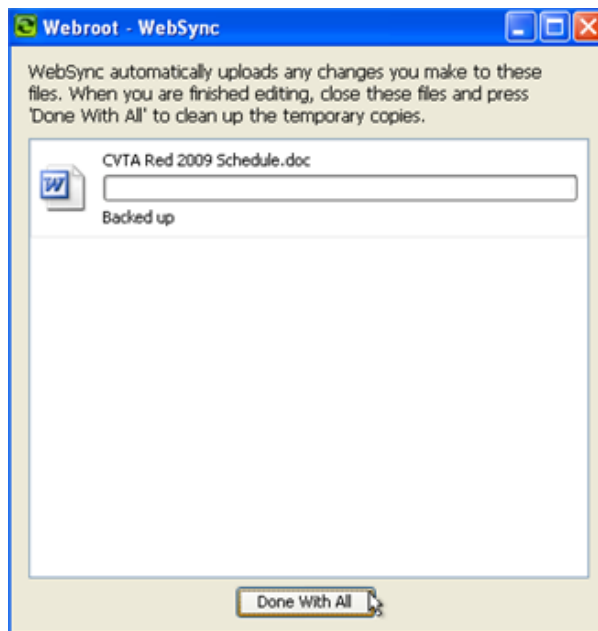 Webroot - WebSync
WebSync automatically uploads any changes you make to these
files. When you are finished editing, close these files and press
'Done With All' to clean up the temporary copies.
CVTA Red 2009 Schedule.doc
Backed up
Done With All